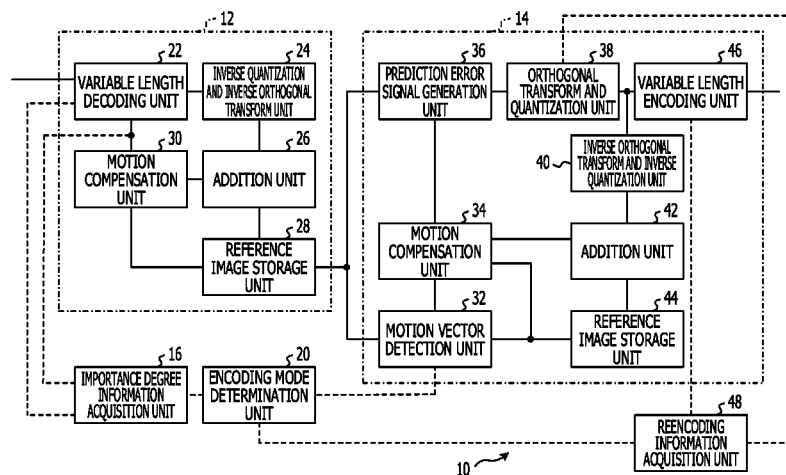 12
14
22
VARIABLE LENGTH
DECODING UNIT
24
INVERSE QUANTIZATION
AND INVERSE ORTHOGONAL
TRANSFORM UNIT
36
PREDICTION ERROR
SIGNAL GENERATION
UNIT
38
ORTHOGONAL
TRANSFORM AND
QUANTIZATION UNIT
46
VARIABLE LENGTH
ENCODING UNIT
30
MOTION
COMPENSATION
UNIT
26
ADDITION UNIT
40
INVERSE ORTHOGONAL
TRANSFORM AND INVERSE
QUANTIZATION UNIT
28
REFERENCE
IMAGE STORAGE
UNIT
34
MOTION
COMPENSATION
UNIT
42
ADDITION UNIT
32
MOTION VECTOR
DETECTION UNIT
44
REFERENCE
IMAGE STORAGE
UNIT
16
IMPORTANCE DEGREE
INFORMATION
ACQUISITION UNIT
20
ENCODING MODE
DETERMINATION
UNIT
48
REENCODING
INFORMATION
ACQUISITION UNIT
10